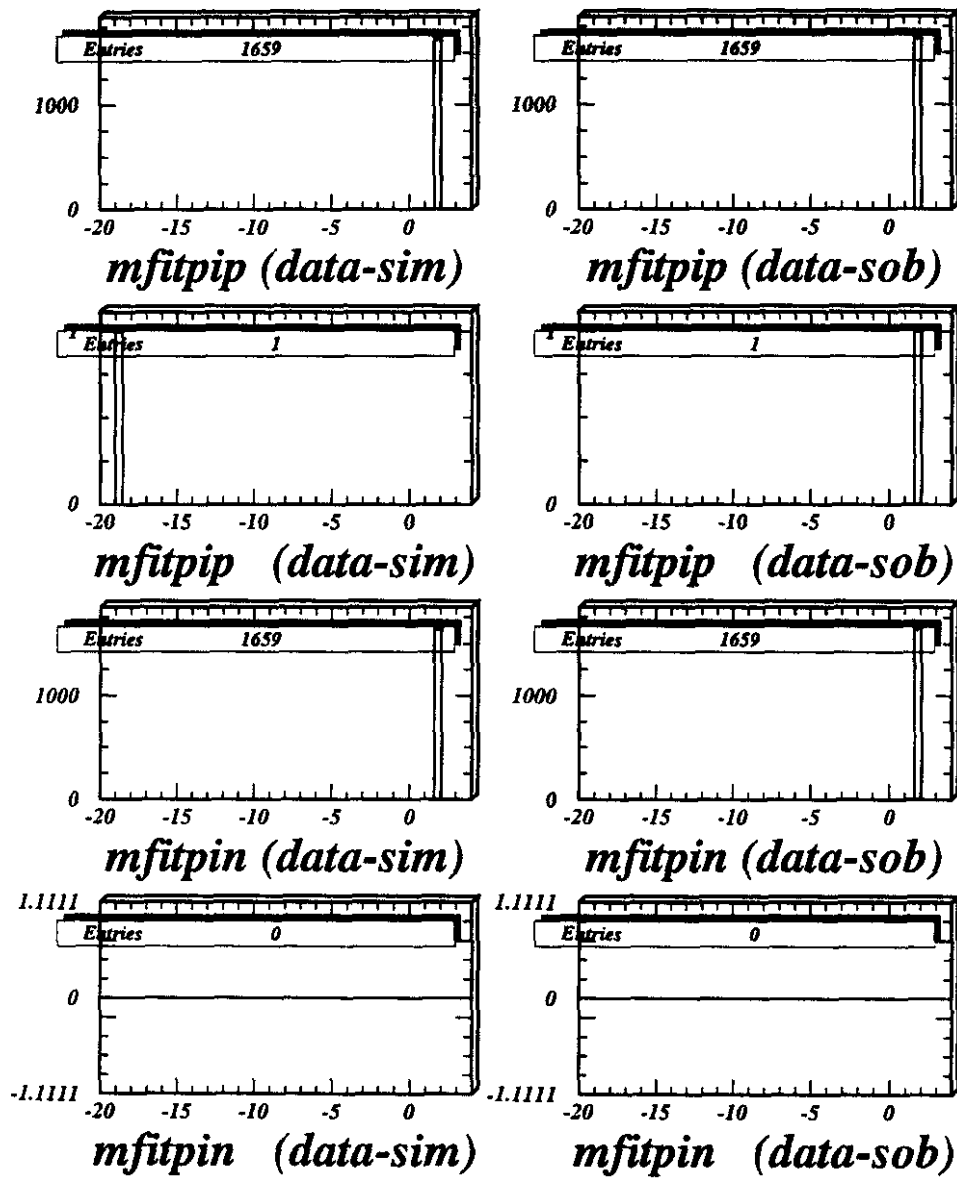 Entries 1659 Entries 1659
1000 1000
0 0
-20 -15 -10 -5 0 -20 -15 -10 -5 0
mfitpip (data-sim) mfitpip (data-sob)
1 1
Entries 1 Entries 1
0 0
-20 -15 -10 -5 0 -20 -15 -10 -5 0
mfitpip (data-sim) mfitpip (data-sob)
Entries 1659 Entries 1659
1000 1000
0 0
-20 -15 -10 -5 0 -20 -15 -10 -5 0
mfitpin (data-sim) mfitpin (data-sob)
1.1111 1.1111
Entries 0 Entries 0
0 0
-1.1111 -1.1111
-20 -15 -10 -5 0 -20 -15 -10 -5 0
mfitpin (data-sim) mfitpin (data-sob)